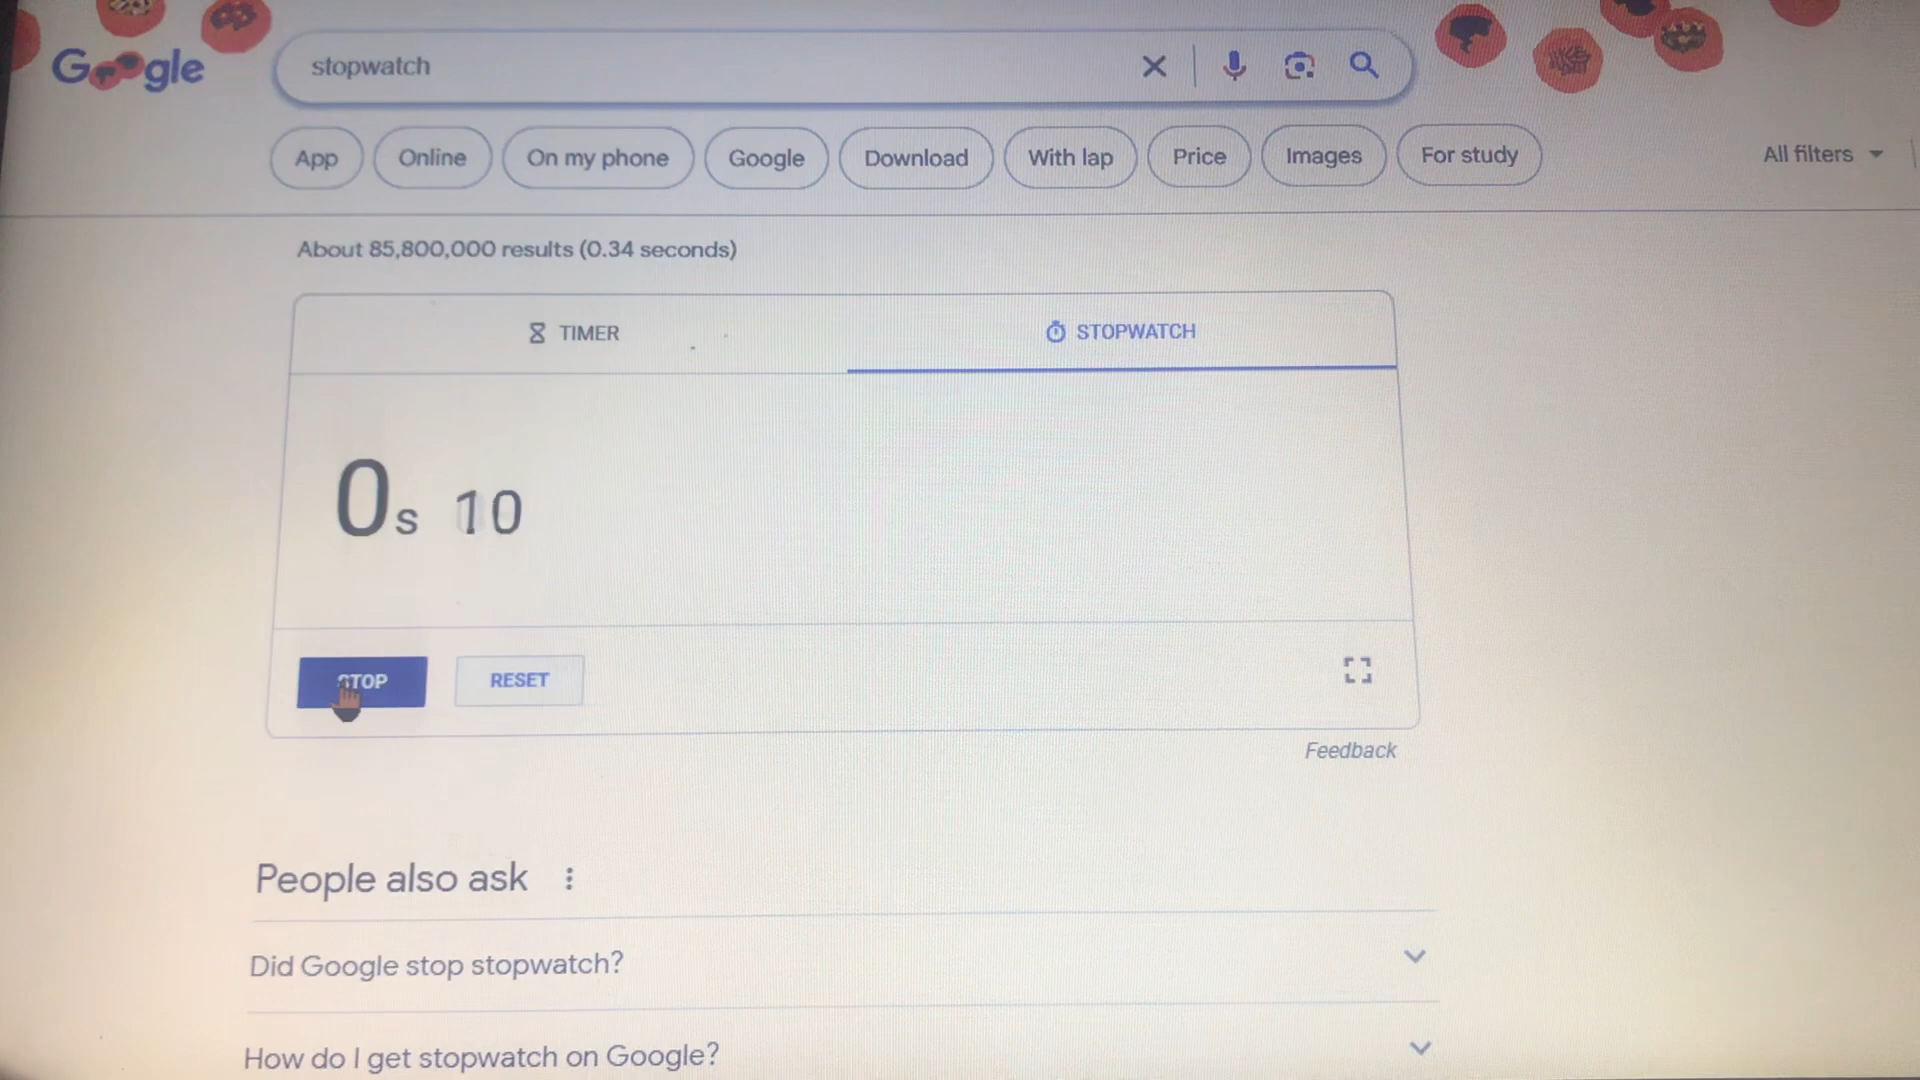 Google
stopwatch
App Online On my phone Google Download With lap Price Images For study All filters
About 85,800,000 results (0.34 seconds)
TIMER STOPWATCH
0s 10
STOP RESET
Feedback
People also ask
Did Google stop stopwatch?
How do I get stopwatch on Google?